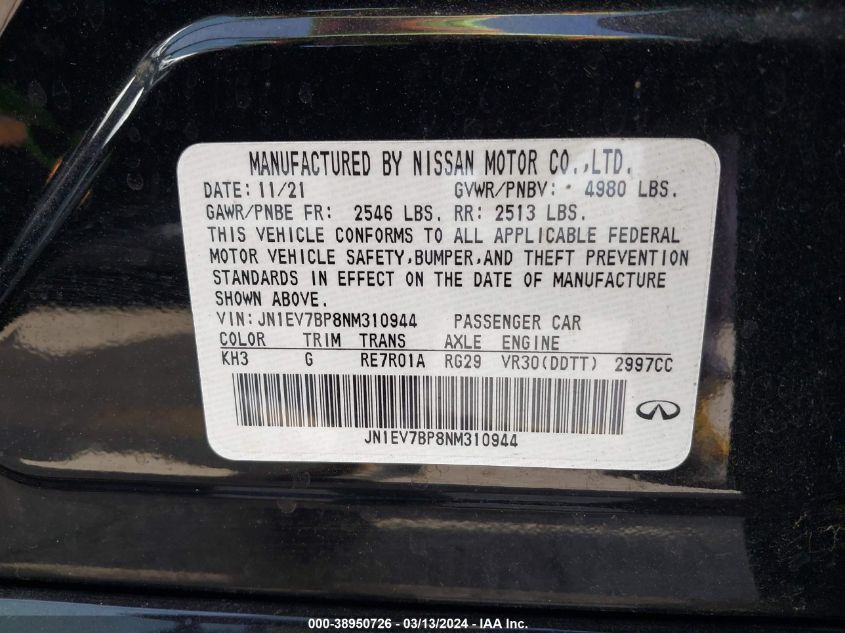 MANUFACTURED BY NISSAN MOTOR CO.,LTD.
DATE: 11/21 GVWR/PNBV: 4980 LBS.
GAWR/PNBE FR: 2546 LBS. RR: 2513 LBS.
THIS VEHICLE CONFORMS TO ALL APPLICABLE FEDERAL
MOTOR VEHICLE SAFETY,BUMPER,AND THEFT PREVENTION
STANDARDS IN EFFECT ON THE DATE OF MANUFACTURE
SHOWN ABOVE.
VIN:JN1EV7BP8NM310944 PASSENGER CAR
COLOR TRIM TRANS AXLE ENGINE
KH3 G RE7R01A RG29 VR30(DDTT) 2997CC
JN1EV7BP8NM310944
000-38950726 - 03/13/2024 - IAA, Inc.